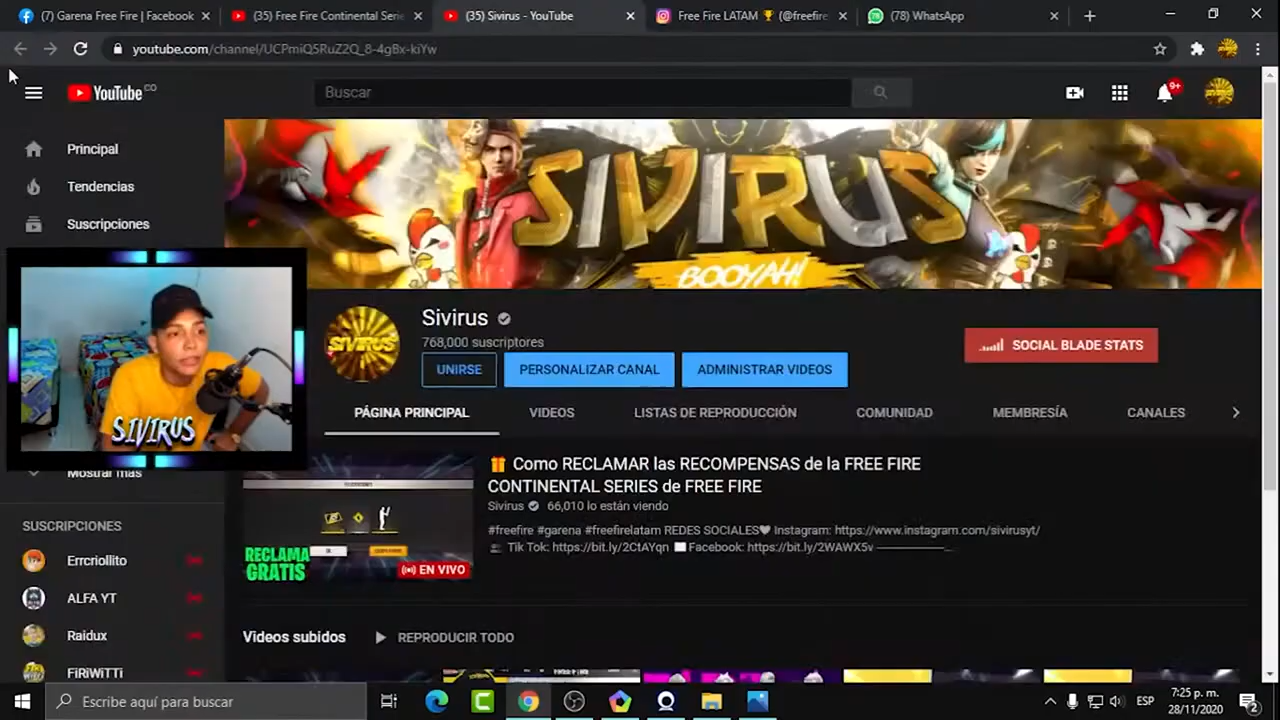 (7) Garena Free Fire | Facebook
(35) Free Fire Continental Serie
(35) Sivirus - YouTube
Free Fire LATAM 🏆 (@freefire
(78) WhatsApp
youtube.com/channel/UCPmiQ5RuZ2Q_8-4gBx-kiYw
YouTube CO
Buscar
9+
Principal
Tendencias
Suscripciones
SIVIRUS
BOOYAH!
SIVIRUS
Sivirus
768,000 suscriptores
SOCIAL BLADE STATS
UNIRSE
PERSONALIZAR CANAL
ADMINISTRAR VIDEOS
PÁGINA PRINCIPAL
VIDEOS
LISTAS DE REPRODUCCIÓN
COMUNIDAD
MEMBRESÍA
CANALES
SIVIRUS
Mostrar más
🎁 Como RECLAMAR las RECOMPENSAS de la FREE FIRE
CONTINENTAL SERIES de FREE FIRE
Sivirus 66,010 lo están viendo
#freefire #garena #freefirelatam REDES SOCIALES♥ Instagram: https://www.instagram.com/sivirusyt/
Tik Tok: https://bit.ly/2CtAYqn Facebook: https://bit.ly/2WAWX5v ─────────...
RECLAMA
GRATIS
EN VIVO
SUSCRIPCIONES
Errcriollito
ALFA YT
Raidux
FiRiWiTTi
Videos subidos
REPRODUCIR TODO
Escribe aquí para buscar
ESP
7:25 p. m.
28/11/2020
2